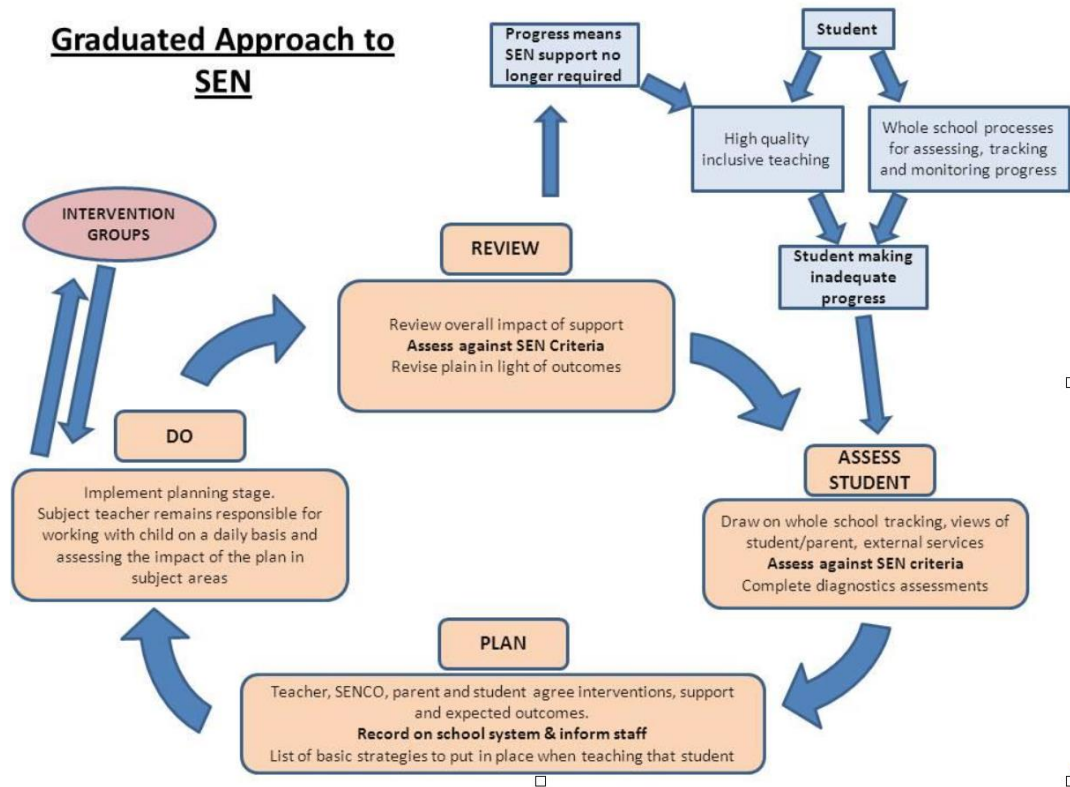 Graduated Approach to
SEN
Progress means
SEN support no
longer required
Student
High quality
inclusive teaching
Whole school processes
for assessing, tracking
and monitoring progress
Student making
inadequate
progress
INTERVENTION
GROUPS
REVIEW
Review overall impact of support
Assess against SEN Criteria
Revise plain in light of outcomes
DO
Implement planning stage.
Subject teacher remains responsible for
working with child on a daily basis and
assessing the impact of the plan in
subject areas
ASSESS
STUDENT
Draw on whole school tracking, views of
student/parent, external services
Assess against SEN criteria
Complete diagnostics assessments
PLAN
Teacher, SENCO, parent and student agree interventions, support
and expected outcomes.
Record on school system & inform staff
List of basic strategies to put in place when teaching that student